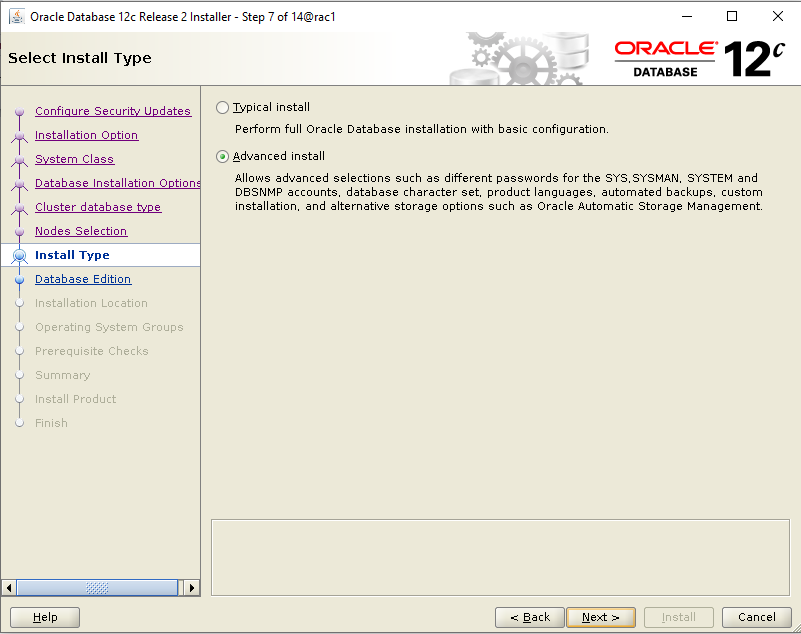 Oracle Database 12c Release 2 Installer - Step 7 of 14@rac1
Select Install Type
ORACLE
DATABASE
12c
Configure Security Updates
Installation Option
System Class
Database Installation Options
Cluster database type
Nodes Selection
Install Type
Database Edition
Installation Location
Operating System Groups
Prerequisite Checks
Summary
Install Product
Finish
Typical install
Perform full Oracle Database installation with basic configuration.
Advanced install
Allows advanced selections such as different passwords for the SYS,SYSMAN, SYSTEM and
DBSNMP accounts, database character set, product languages, automated backups, custom
installation, and alternative storage options such as Oracle Automatic Storage Management.
Help
< Back
Next >
Install
Cancel